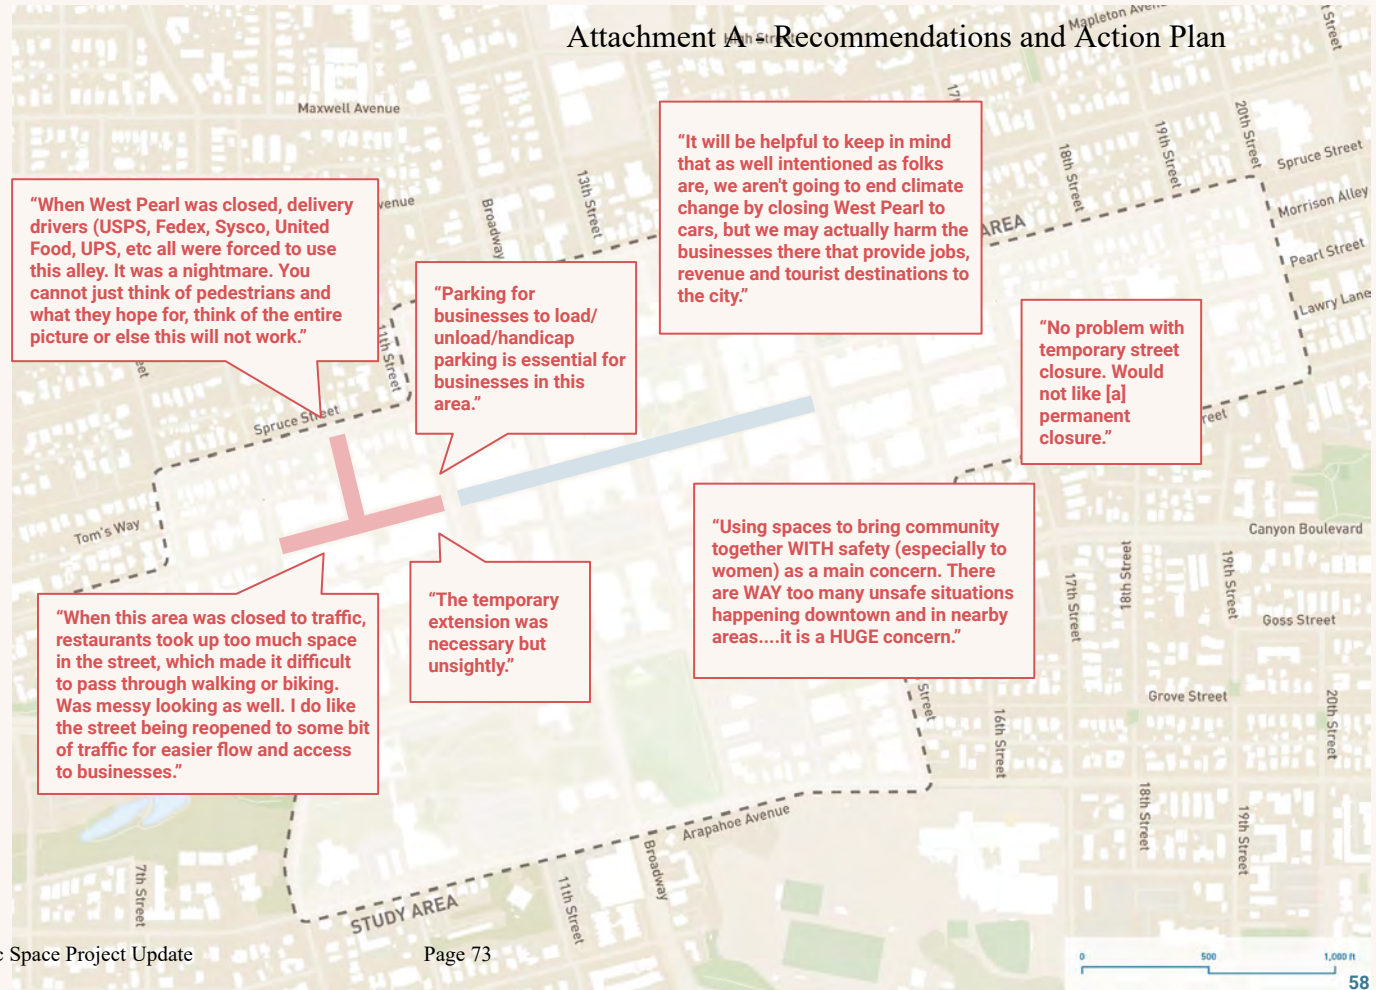 Attachment A - Recommendations and Action Plan
High Street
Mapleton
Maxwell Avenue
20th Street
19th Street
18th Street
Spruce Street
Morrison Alley
Pearl Street
Lawry Lane
13th Street
Broadway
AREA
“It will be helpful to keep in mind
that as well intentioned as folks
are, we aren't going to end climate
change by closing West Pearl to
cars, but we may actually harm the
businesses there that provide jobs,
revenue and tourist destinations to
the city.”
“When West Pearl was closed, delivery
drivers (USPS, Fedex, Sysco, United
Food, UPS, etc all were forced to use
this alley. It was a nightmare. You
cannot just think of pedestrians and
what they hope for, think of the entire
picture or else this will not work.”
11th Street
“Parking for
businesses to load/
unload/handicap
parking is essential for
businesses in this
area.”
“No problem with
temporary street
closure. Would
not like [a]
permanent
closure.”
Spruce Street
Tom's Way
“Using spaces to bring community
together WITH safety (especially to
women) as a main concern. There
are WAY too many unsafe situations
happening downtown and in nearby
areas....it is a HUGE concern.”
Canyon Boulevard
17th Street
18th Street
19th Street
Goss Street
“The temporary
extension was
necessary but
unsightly.”
“When this area was closed to traffic,
restaurants took up too much space
in the street, which made it difficult
to pass through walking or biking.
Was messy looking as well. I do like
the street being reopened to some bit
of traffic for easier flow and access
to businesses.”
Street
16th Street
Grove Street
20th Street
Arapahoe Avenue
18th Street
19th Street
7th Street
STUDY AREA
11th Street
Broadway
Space Project Update
Page 73
0 500 1,000 ft
58